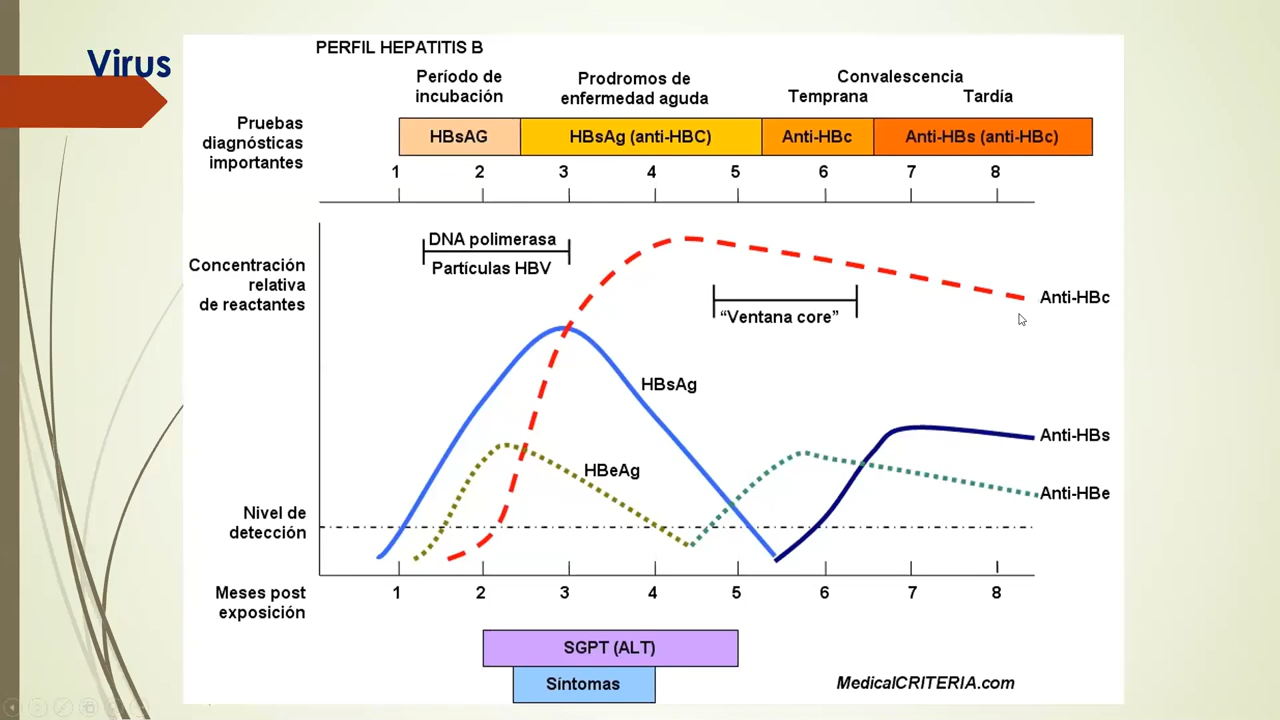 Virus
PERFIL HEPATITIS B
Período de
incubación
Prodromos de
enfermedad aguda
Convalescencia
Temprana
Tardía
Pruebas
diagnósticas
importantes
HBsAG
HBsAg (anti-HBC)
Anti-HBc
Anti-HBs (anti-HBc)
1 2 3 4 5 6 7 8
DNA polimerasa
Partículas HBV
Concentración
relativa
de reactantes
"Ventana core"
Anti-HBc
HBsAg
HBeAg
Anti-HBs
Anti-HBe
Nivel de
detección
Meses post
exposición
1 2 3 4 5 6 7 8
SGPT (ALT)
Síntomas
MedicalCRITERIA.com